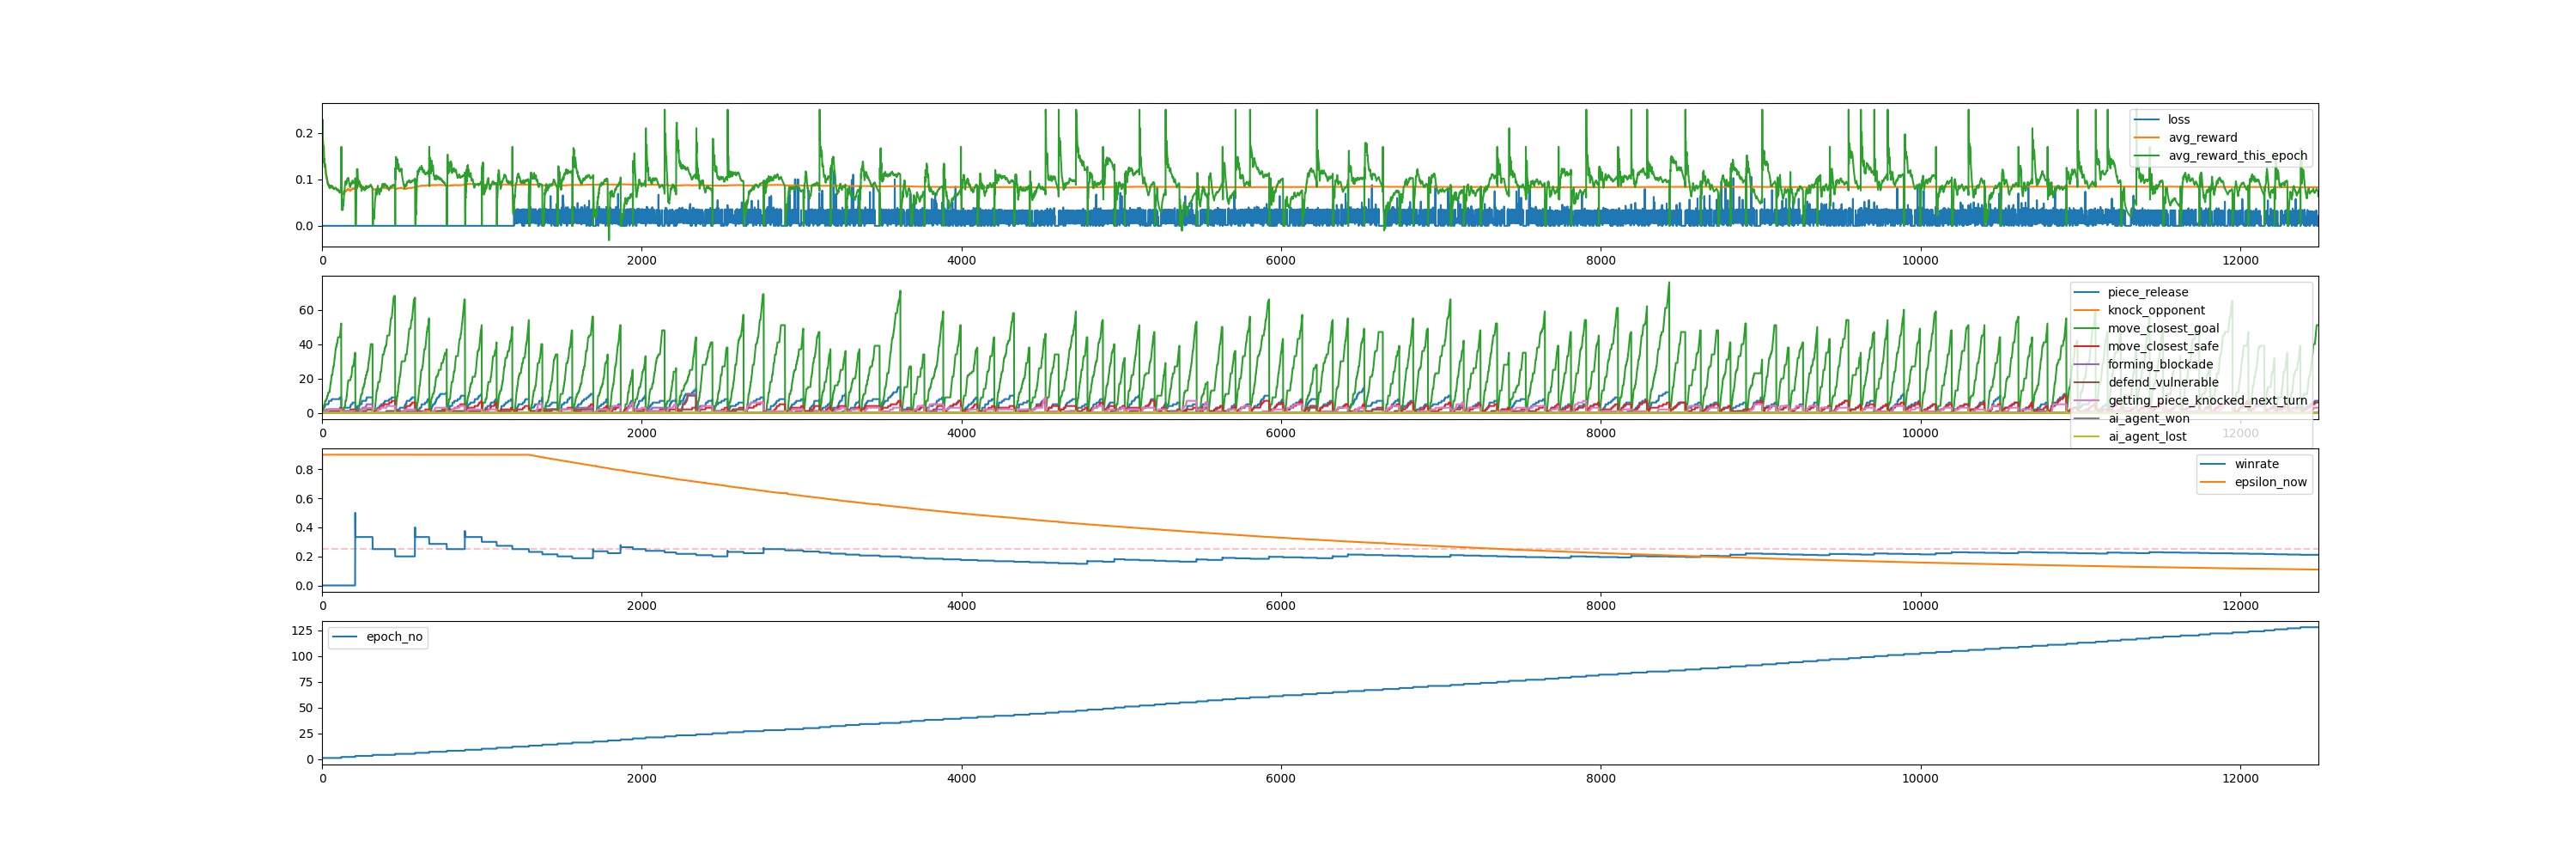 0.2
0.1
0.0
loss
avg_reward
avg_reward_this_epoch
0 2000 4000 6000 8000 10000 12000
60
40
20
0
piece_release
knock_opponent
move_closest_goal
move_closest_safe
forming_blockade
defend_vulnerable
getting_piece_knocked_next_turn
ai_agent_won
ai_agent_lost
0 2000 4000 6000 8000 10000 12000
0.8
0.6
0.4
0.2
0.0
winrate
epsilon_now
0 2000 4000 6000 8000 10000 12000
125
100
75
50
25
0
epoch_no
0 2000 4000 6000 8000 10000 12000